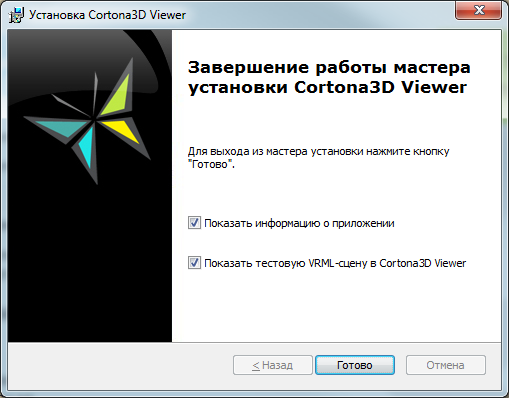 Установка Cortona3D Viewer
Завершение работы мастера
установки Cortona3D Viewer
Для выхода из мастера установки нажмите кнопку
"Готово".
Показать информацию о приложении
Показать тестовую VRML-сцену в Cortona3D Viewer
< Назад
Готово
Отмена